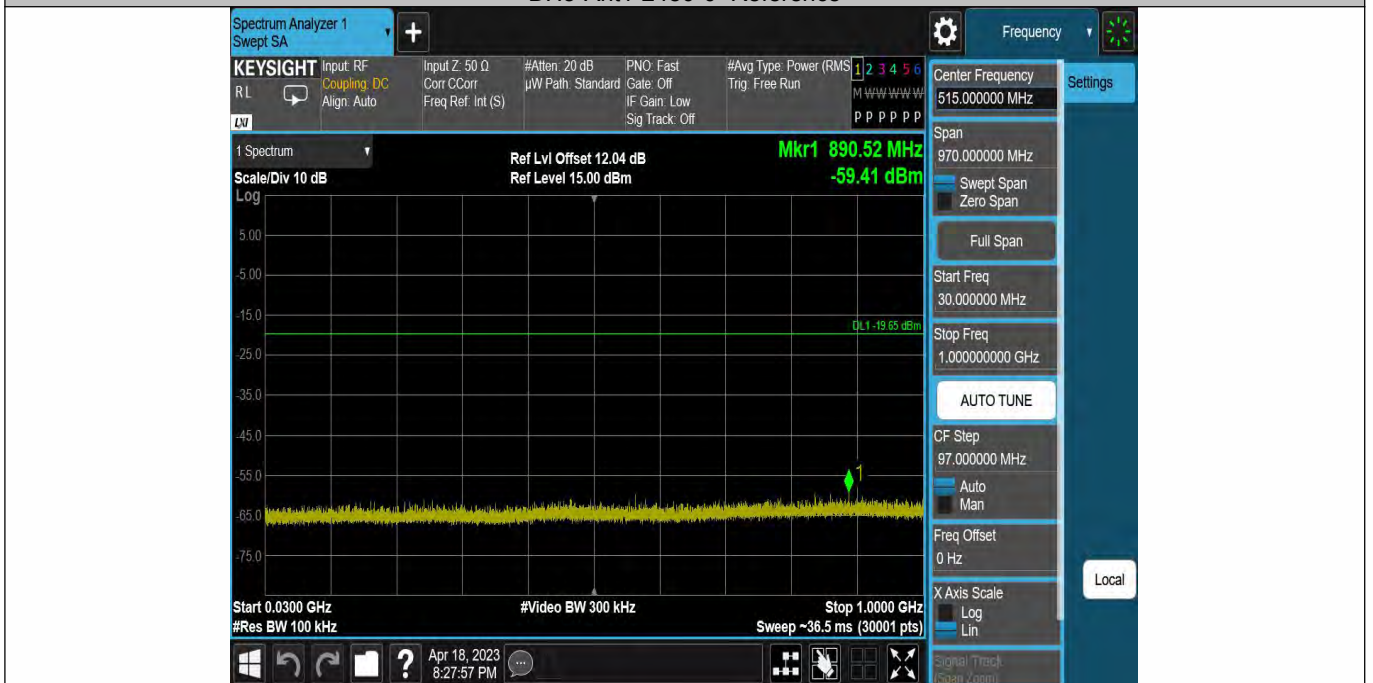 Spectrum Analyzer 1
Swept SA
+
Frequency
KEYSIGHT
RL
LXI
Input: RF
Coupling: DC
Align: Auto
Input Z: 50 Ω
Corr CCorr
Freq Ref: Int (S)
#Atten: 20 dB
µW Path: Standard
PNO: Fast
Gate: Off
IF Gain: Low
Sig Track: Off
#Avg Type: Power (RMS
Trig: Free Run
1 2 3 4 5 6
M W W W W W
P P P P P P
1 Spectrum
Scale/Div 10 dB
Ref Lvl Offset 12.04 dB
Ref Level 15.00 dBm
Mkr1 890.52 MHz
-59.41 dBm
Log
5.00
-5.00
-15.0
-25.0
-35.0
-45.0
-55.0
-65.0
-75.0
DL1 -19.65 dBm
1
Start 0.0300 GHz
#Res BW 100 kHz
#Video BW 300 kHz
Stop 1.0000 GHz
Sweep ~36.5 ms (30001 pts)
?
Apr 18, 2023
8:27:57 PM
Center Frequency
515.000000 MHz
Settings
Span
970.000000 MHz
Swept Span
Zero Span
Full Span
Start Freq
30.000000 MHz
Stop Freq
1.000000000 GHz
AUTO TUNE
CF Step
97.000000 MHz
Auto
Man
Freq Offset
0 Hz
X Axis Scale
Log
Lin
Local
Signal Track
(Span Zoom)